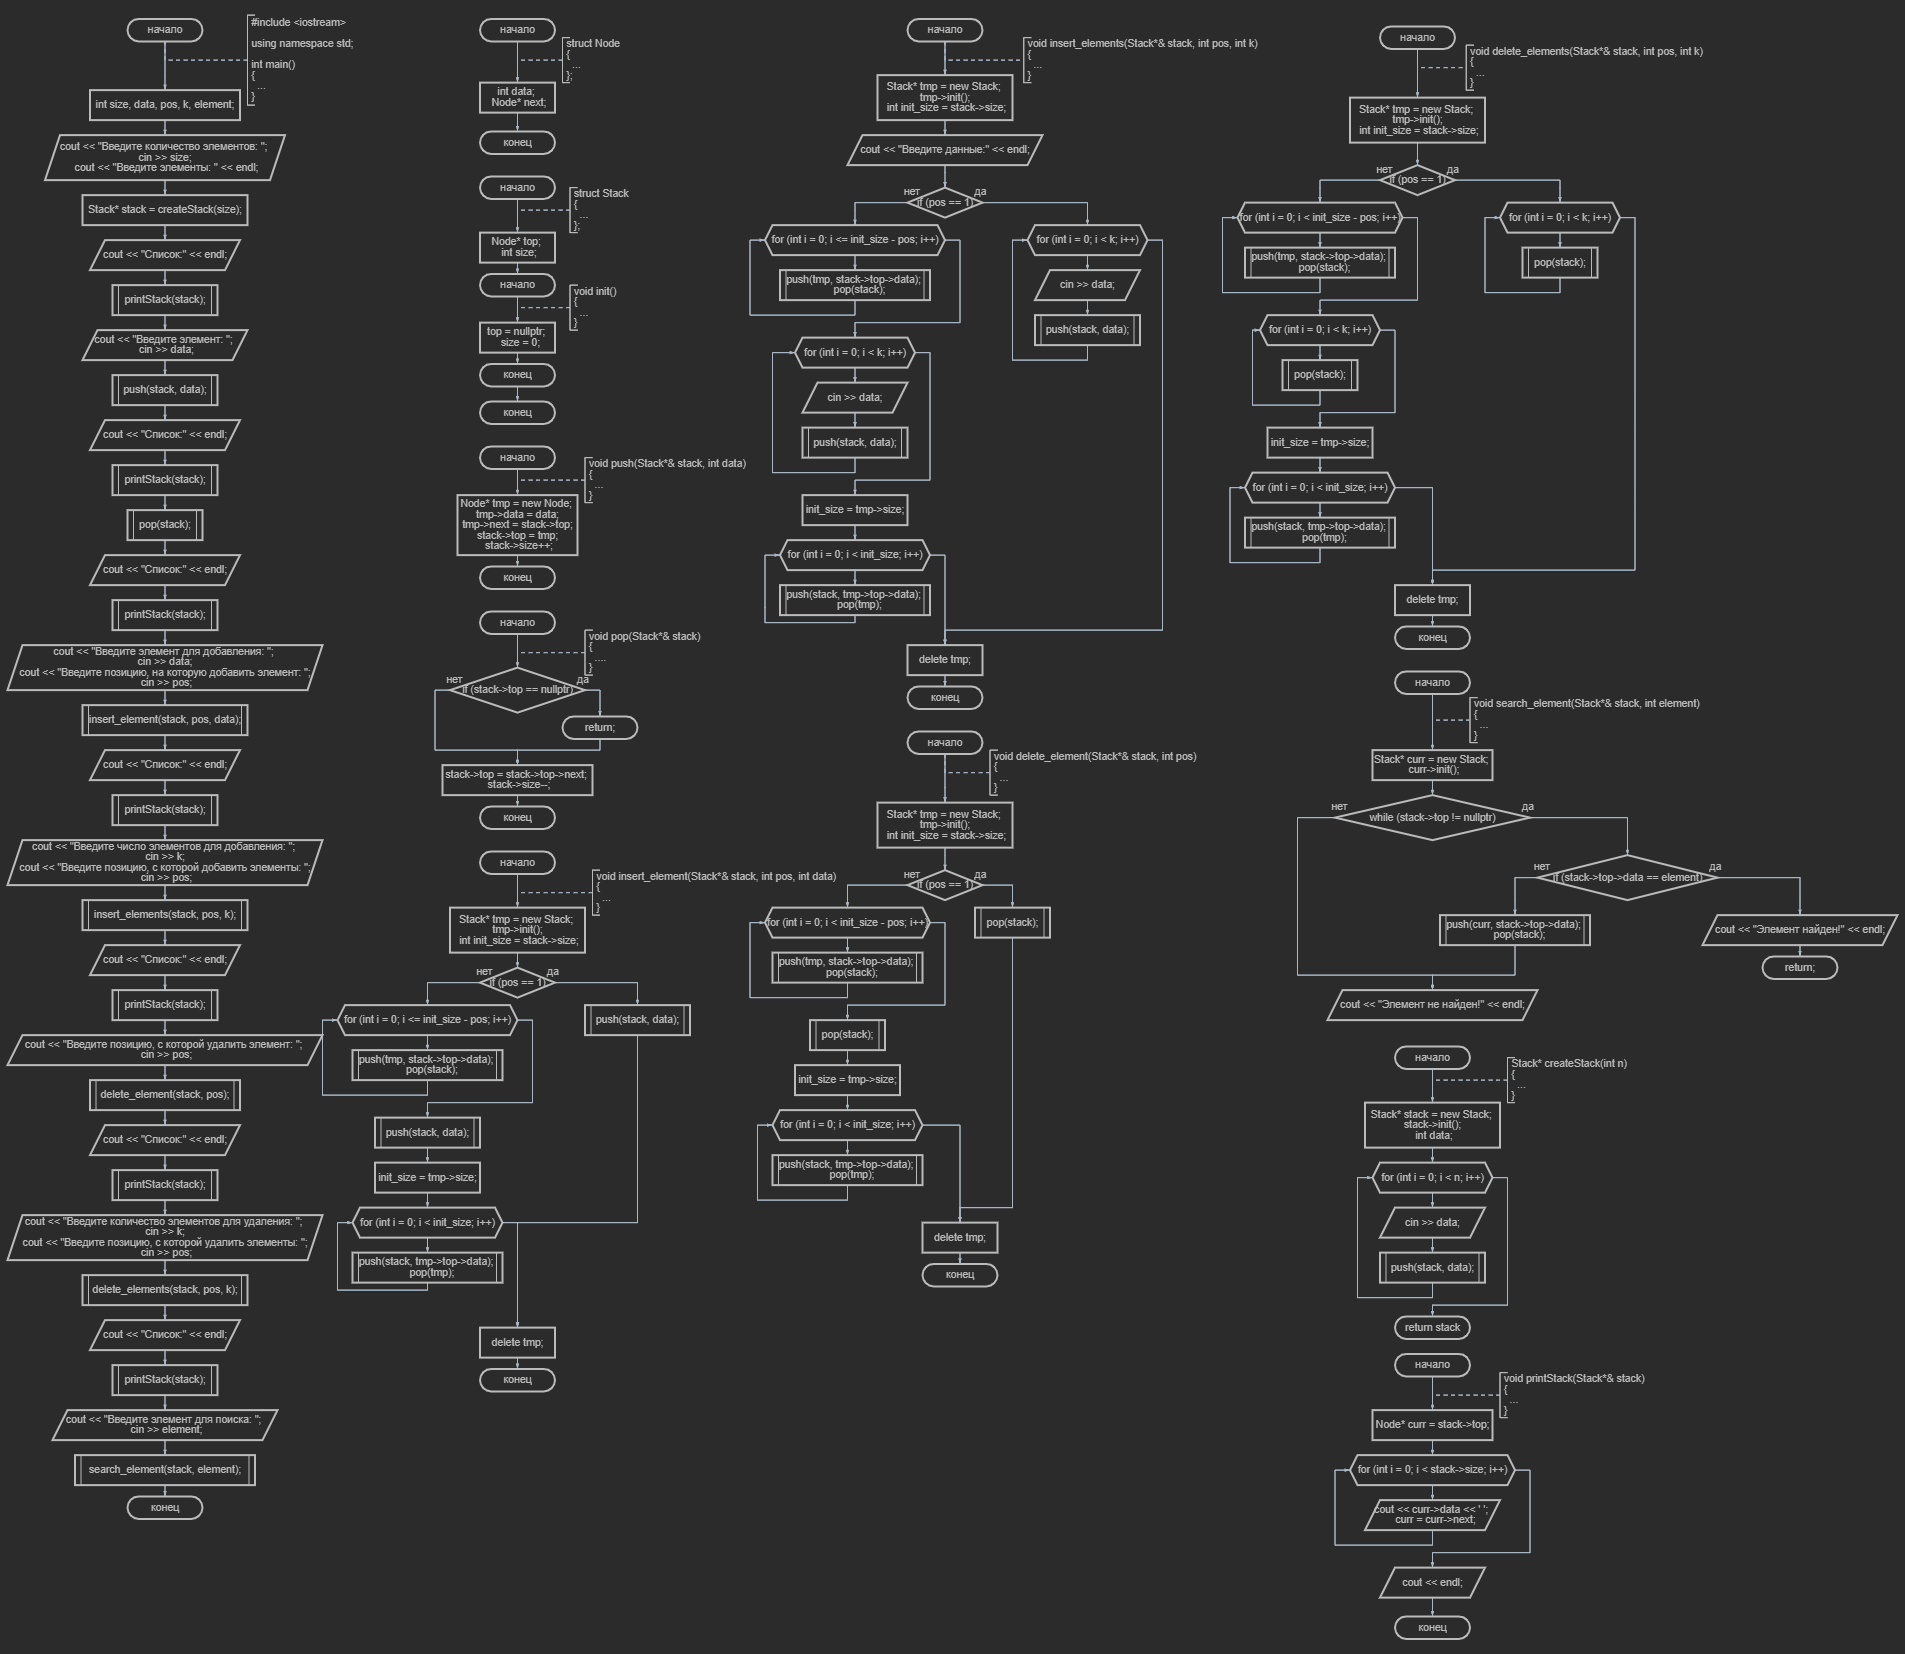 начало
#include <iostream>
using namespace std;
int main()
{
...
}
int size, data, pos, k, element;
cout << "Введите количество элементов: ";
cin >> size;
cout << "Введите элементы: " << endl;
Stack* stack = createStack(size);
cout << "Список:" << endl;
printStack(stack);
cout << "Введите элемент: ";
cin >> data;
push(stack, data);
cout << "Список:" << endl;
printStack(stack);
pop(stack);
cout << "Список:" << endl;
printStack(stack);
cout << "Введите элемент для добавления: ";
cin >> data;
cout << "Введите позицию, на которую добавить элемент: ";
cin >> pos;
insert_element(stack, pos, data);
cout << "Список:" << endl;
printStack(stack);
cout << "Введите число элементов для добавления: ";
cin >> k;
cout << "Введите позицию, с которой добавить элементы: ";
cin >> pos;
insert_elements(stack, pos, k);
cout << "Список:" << endl;
printStack(stack);
cout << "Введите позицию, с которой удалить элемент: ";
cin >> pos;
delete_element(stack, pos);
cout << "Список:" << endl;
printStack(stack);
cout << "Введите количество элементов для удаления: ";
cin >> k;
cout << "Введите позицию, с которой удалить элементы: ";
cin >> pos;
delete_elements(stack, pos, k);
cout << "Список:" << endl;
printStack(stack);
cout << "Введите элемент для поиска: ";
cin >> element;
search_element(stack, element);
конец
начало
struct Node
{
...
};
int data;
Node* next;
конец
начало
struct Stack
{
...
};
Node* top;
int size;
начало
void init()
{
...
}
top = nullptr;
size = 0;
конец
конец
начало
void push(Stack*& stack, int data)
{
...
}
Node* tmp = new Node;
tmp->data = data;
tmp->next = stack->top;
stack->top = tmp;
stack->size++;
конец
начало
void pop(Stack*& stack)
{
....
}
нет
да
if (stack->top == nullptr)
return;
stack->top = stack->top->next;
stack->size--;
конец
начало
void insert_element(Stack*& stack, int pos, int data)
{
...
}
Stack* tmp = new Stack;
tmp->init();
int init_size = stack->size;
нет
да
if (pos == 1)
for (int i = 0; i <= init_size - pos; i++)
push(stack, data);
push(tmp, stack->top->data);
pop(stack);
push(stack, data);
init_size = tmp->size;
for (int i = 0; i < init_size; i++)
push(stack, tmp->top->data);
pop(tmp);
delete tmp;
конец
начало
void insert_elements(Stack*& stack, int pos, int k)
{
...
}
Stack* tmp = new Stack;
tmp->init();
int init_size = stack->size;
cout << "Введите данные:" << endl;
нет
да
if (pos == 1)
for (int i = 0; i <= init_size - pos; i++)
for (int i = 0; i < k; i++)
push(tmp, stack->top->data);
pop(stack);
cin >> data;
push(stack, data);
for (int i = 0; i < k; i++)
cin >> data;
push(stack, data);
init_size = tmp->size;
for (int i = 0; i < init_size; i++)
push(stack, tmp->top->data);
pop(tmp);
delete tmp;
конец
начало
void delete_element(Stack*& stack, int pos)
{
...
}
Stack* tmp = new Stack;
tmp->init();
int init_size = stack->size;
нет
да
if (pos == 1)
for (int i = 0; i < init_size - pos; i++)
pop(stack);
push(tmp, stack->top->data);
pop(stack);
pop(stack);
init_size = tmp->size;
for (int i = 0; i < init_size; i++)
push(stack, tmp->top->data);
pop(tmp);
delete tmp;
конец
начало
void delete_elements(Stack*& stack, int pos, int k)
{
...
}
Stack* tmp = new Stack;
tmp->init();
int init_size = stack->size;
нет
да
if (pos == 1)
for (int i = 0; i < init_size - pos; i++)
for (int i = 0; i < k; i++)
push(tmp, stack->top->data);
pop(stack);
pop(stack);
for (int i = 0; i < k; i++)
pop(stack);
init_size = tmp->size;
for (int i = 0; i < init_size; i++)
push(stack, tmp->top->data);
pop(tmp);
delete tmp;
конец
начало
void search_element(Stack*& stack, int element)
{
...
}
Stack* curr = new Stack;
curr->init();
нет
да
while (stack->top != nullptr)
нет
да
if (stack->top->data == element)
push(curr, stack->top->data);
pop(stack);
cout << "Элемент найден!" << endl;
return;
cout << "Элемент не найден!" << endl;
начало
Stack* createStack(int n)
{
...
}
Stack* stack = new Stack;
stack->init();
int data;
for (int i = 0; i < n; i++)
cin >> data;
push(stack, data);
return stack
начало
void printStack(Stack*& stack)
{
...
}
Node* curr = stack->top;
for (int i = 0; i < stack->size; i++)
cout << curr->data << ' ';
curr = curr->next;
cout << endl;
конец